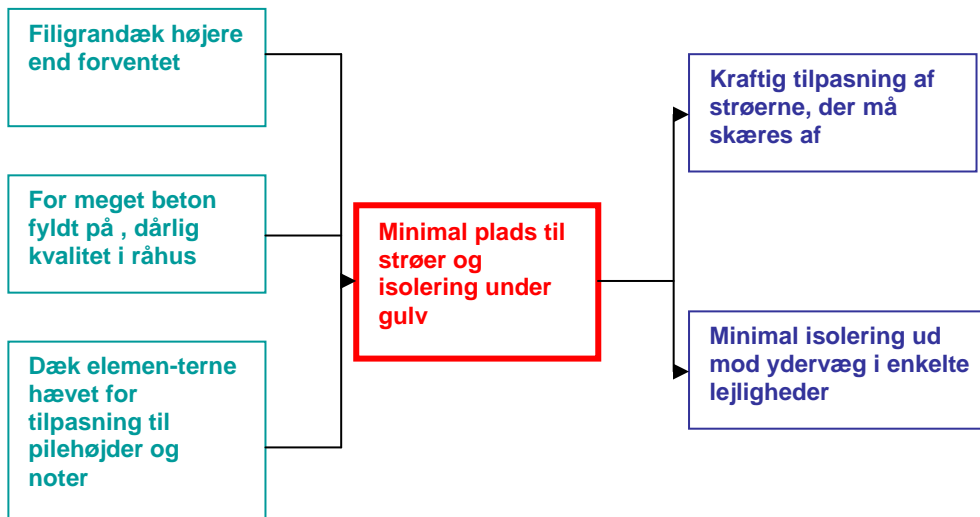 Filigrandæk højere
end forventet
For meget beton
fyldt på , dårlig
kvalitet i råhus
Dæk elemen-terne
hævet for
tilpasning til
pilehøjder og
noter
Minimal plads til
strøer og
isolering under
gulv
Kraftig tilpasning af
strøerne, der må
skæres af
Minimal isolering ud
mod ydervæg i enkelte
lejligheder